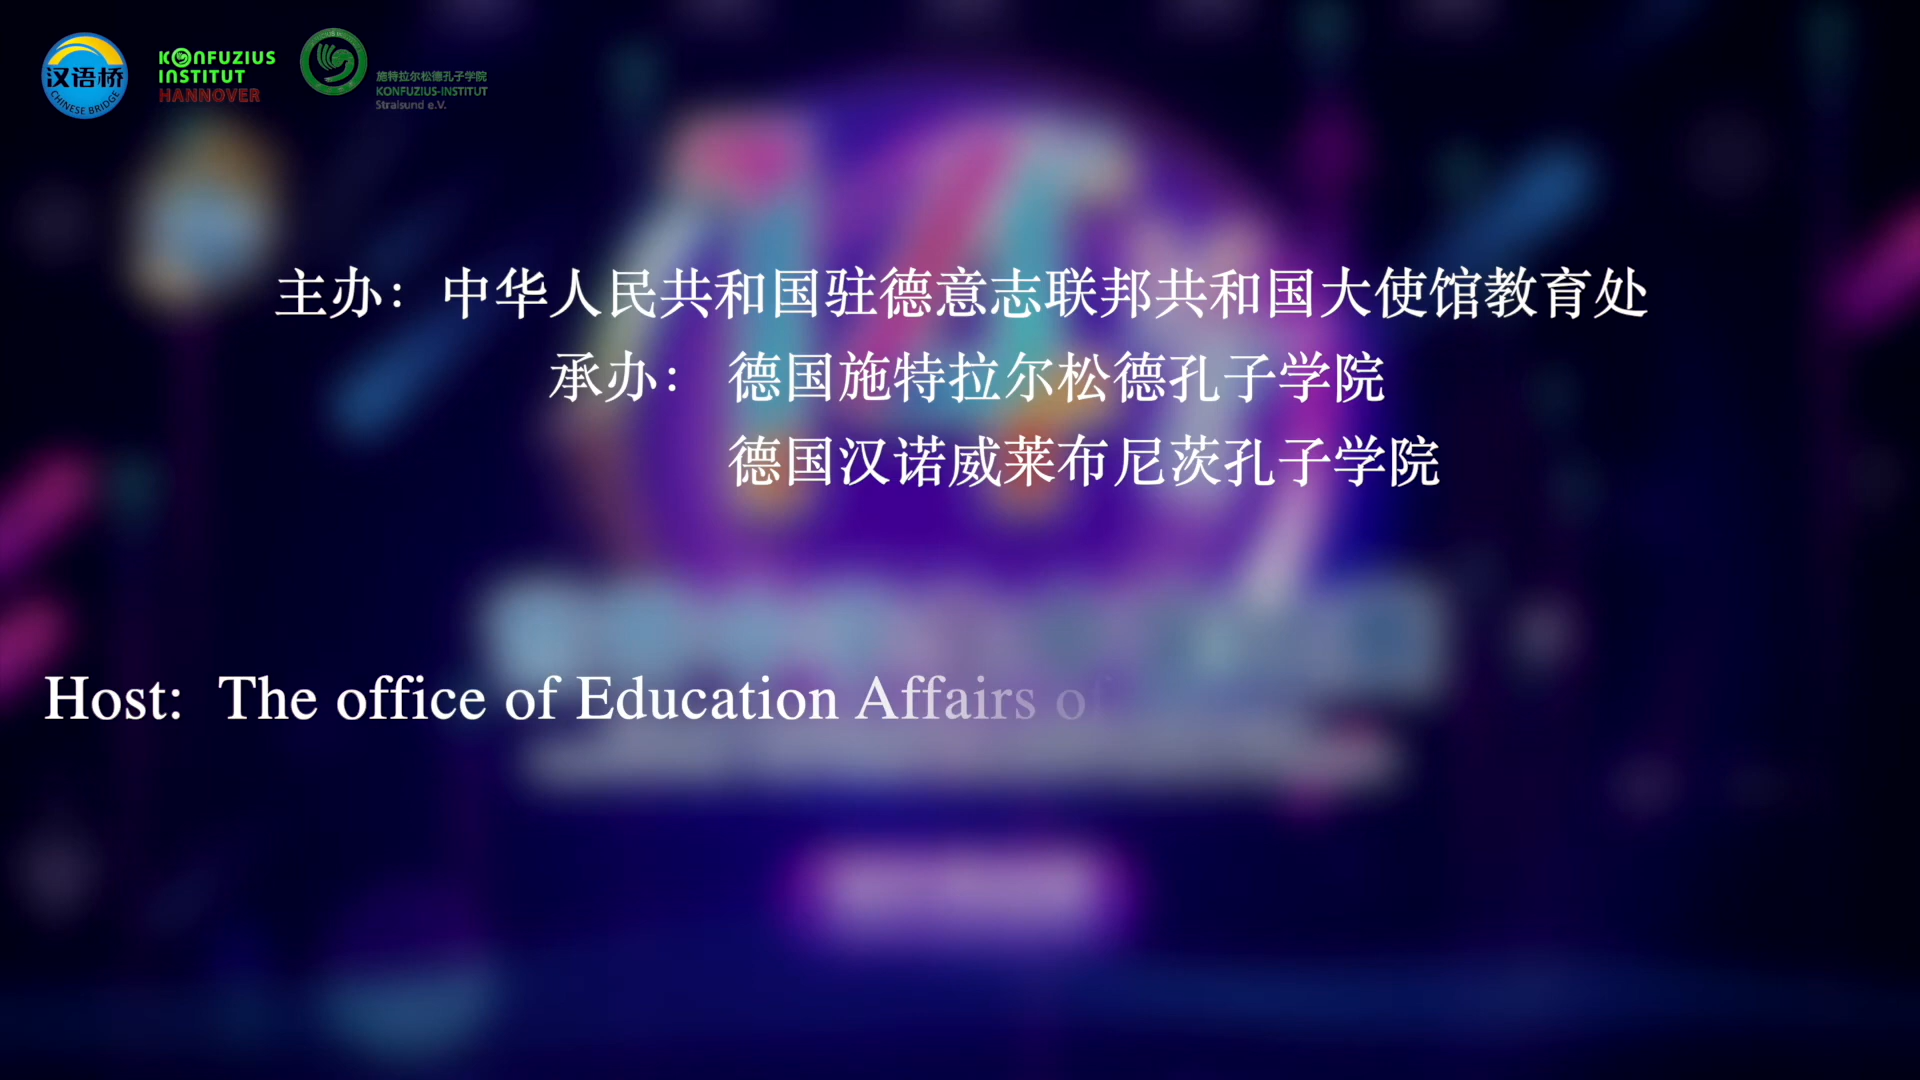 汉语桥
CHINESE BRIDGE
KONFUZIUS
INSTITUT
HANNOVER
施特拉尔松德孔子学院
KONFUZIUS-INSTITUT
Stralsund e.V.
主办：中华人民共和国驻德意志联邦共和国大使馆教育处
承办： 德国施特拉尔松德孔子学院
德国汉诺威莱布尼茨孔子学院
Host: The office of Education Affairs of